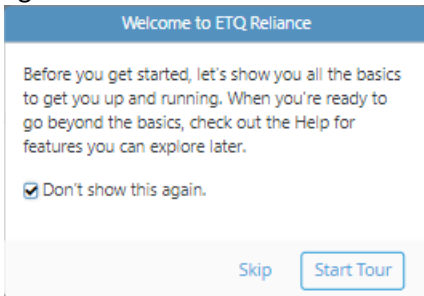 Welcome to ETQ Reliance
Before you get started, let's show you all the basics
to get you up and running. When you're ready to
go beyond the basics, check out the Help for
features you can explore later.
Don't show this again.
Skip Start Tour